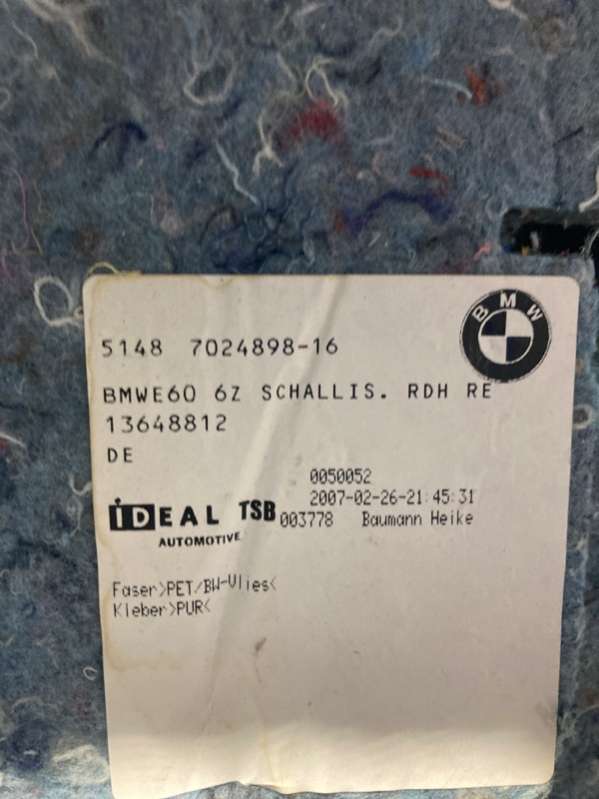 BMW
5148 7024898-16
BMWE60 6Z SCHALLIS. RDH RE
13648812
DE
0050052
2007-02-26-21:45:31
IDEAL TSB 003778 Baumann Heike
AUTOMOTIVE
Faser>PET/BW-Vlies<
Kleber>PUR<